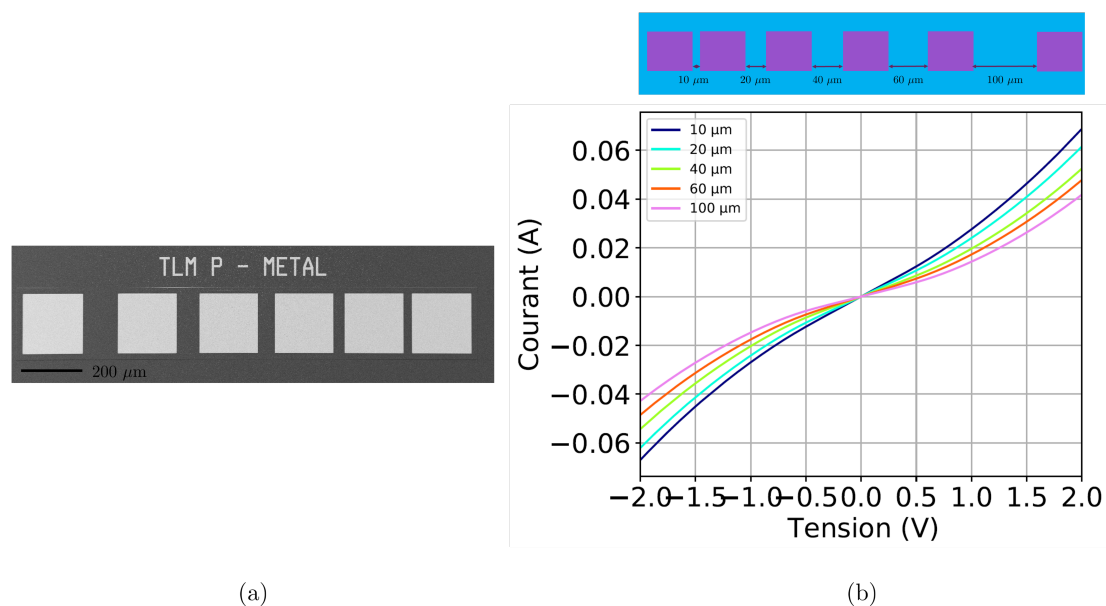 TLM P - METAL
200 µm
(a)
10 µm 20 µm 40 µm 60 µm 100 µm
10 µm
20 µm
40 µm
60 µm
100 µm
Courant (A)
0.06
0.04
0.02
0.00
−0.02
−0.04
−0.06
−2.0 −1.5 −1.0 −0.5 0.0 0.5 1.0 1.5 2.0
Tension (V)
(b)